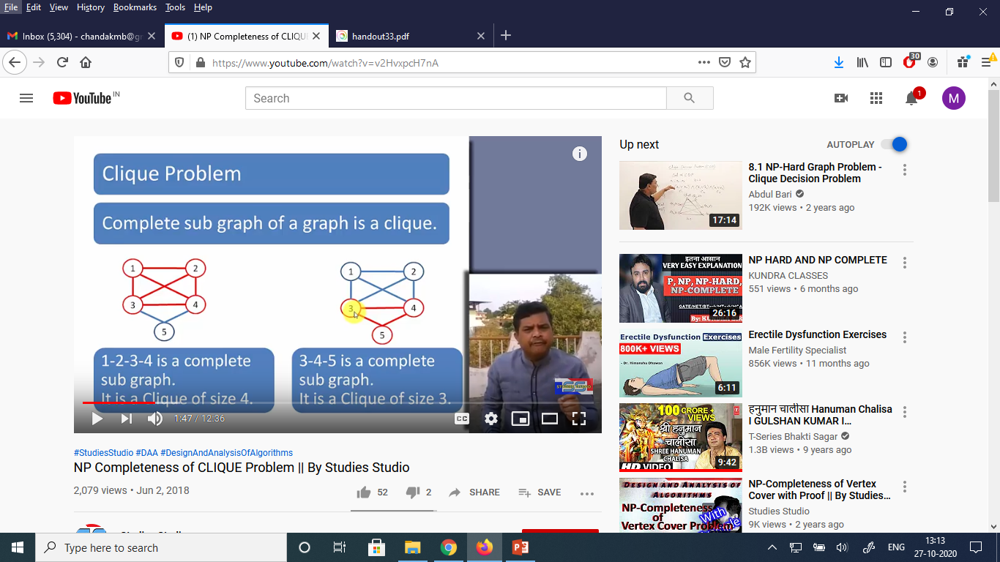 File Edit View History Bookmarks Tools Help
Inbox (5,304) - chandakmb@gr
(1) NP Completeness of CLIQUE
handout33.pdf
https://www.youtube.com/watch?v=v2HvxpcH7nA
30
YouTube IN
Search
1
M
Clique Problem
Complete sub graph of a graph is a clique.
1 2
3 4
5
1 2
3 4
5
1-2-3-4 is a complete
sub graph.
It is a Clique of size 4.
3-4-5 is a complete
sub graph.
It is a Clique of size 3.
1:47 / 12:36
CC
#StudiesStudio #DAA #DesignAndAnalysisOfAlgorithms
NP Completeness of CLIQUE Problem || By Studies Studio
2,079 views • Jun 2, 2018
52 2 SHARE SAVE
Up next
AUTOPLAY
17:14
8.1 NP-Hard Graph Problem -
Clique Decision Problem
Abdul Bari
192K views • 2 years ago
इतना आसान
VERY EASY EXPLANATION
P, NP, NP-HARD,
NP-COMPLETE
26:16
NP HARD AND NP COMPLETE
KUNDRA CLASSES
551 views • 6 months ago
Erectile Dysfunction Exercises
800K+ VIEWS
- Dr. Himanshu Dhawan
6:11
Erectile Dysfunction Exercises
Male Fertility Specialist
856K views • 11 months ago
100 CRORE+
VIEWS
श्री हनुमान
चालीसा
SHREE HANUMAN
CHALISA
HD VIDEO
9:42
हनुमान चालीसा Hanuman Chalisa
I GULSHAN KUMAR I...
T-Series Bhakti Sagar
1.3B views • 9 years ago
DESIGN AND ANALYSIS OF
ALGORITHMS
NP-Completeness
of
Vertex Cover Problem
With
NP-Completeness of Vertex
Cover with Proof || By Studies...
Studies Studio
9K views • 2 years ago
Type here to search
ENG
13:13
27-10-2020